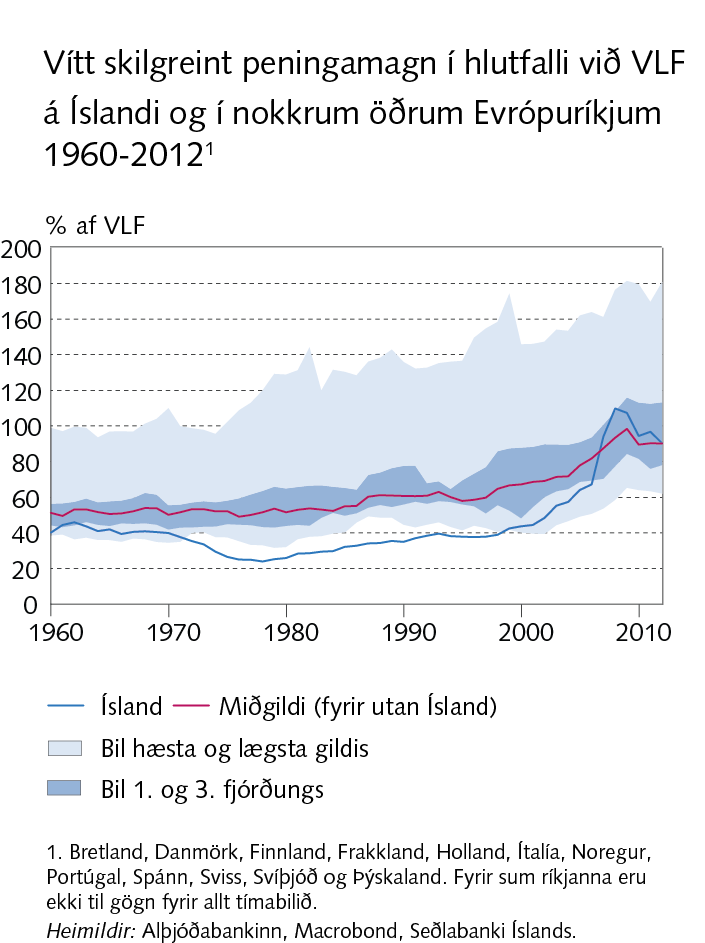 Vítt skilgreint peningamagn í hlutfalli við VLF
á Íslandi og í nokkrum öðrum Evrópuríkjum
1960-2012¹
% af VLF
200
180
160
140
120
100
80
60
40
20
0
1960 1970 1980 1990 2000 2010
Ísland Miðgildi (fyrir utan Ísland)
Bil hæsta og lægsta gildis
Bil 1. og 3. fjórðungs
1. Bretland, Danmörk, Finnland, Frakkland, Holland, Ítalía, Noregur,
Portúgal, Spánn, Sviss, Svíþjóð og Þýskaland. Fyrir sum ríkjanna eru
ekki til gögn fyrir allt tímabilið.
Heimildir: Alþjóðabankinn, Macrobond, Seðlabanki Íslands.